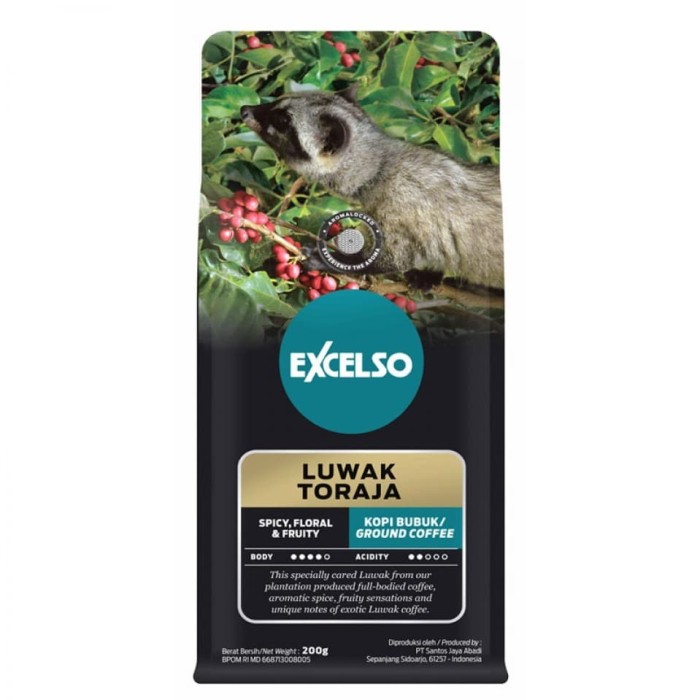 AROMALOCKED
EXPERIENCE THE AROMA
EXCELSO
LUWAK
TORAJA
SPICY, FLORAL
& FRUITY
KOPI BUBUK/
GROUND COFFEE
BODY
ACIDITY
This specially cared Luwak from our
plantation produced full-bodied coffee,
aromatic spice, fruity sensations and
unique notes of exotic Luwak coffee.
Berat Bersih/Net Weight : 200g
BPOM RI MD 668713008005
Diproduksi oleh / Produced by :
PT Santos Jaya Abadi
Sepanjang Sidoarjo, 61257 - Indonesia